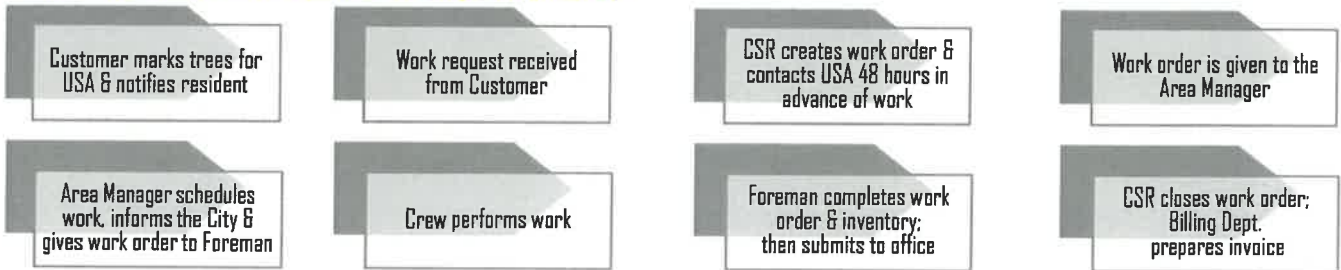 Customer marks trees for
USA & notifies resident
Work request received
from Customer
CSR creates work order &
contacts USA 48 hours in
advance of work
Work order is given to the
Area Manager
Area Manager schedules
work, informs the City &
gives work order to Foreman
Crew performs work
Foreman completes work
order & inventory;
then submits to office
CSR closes work order;
Billing Dept.
prepares invoice